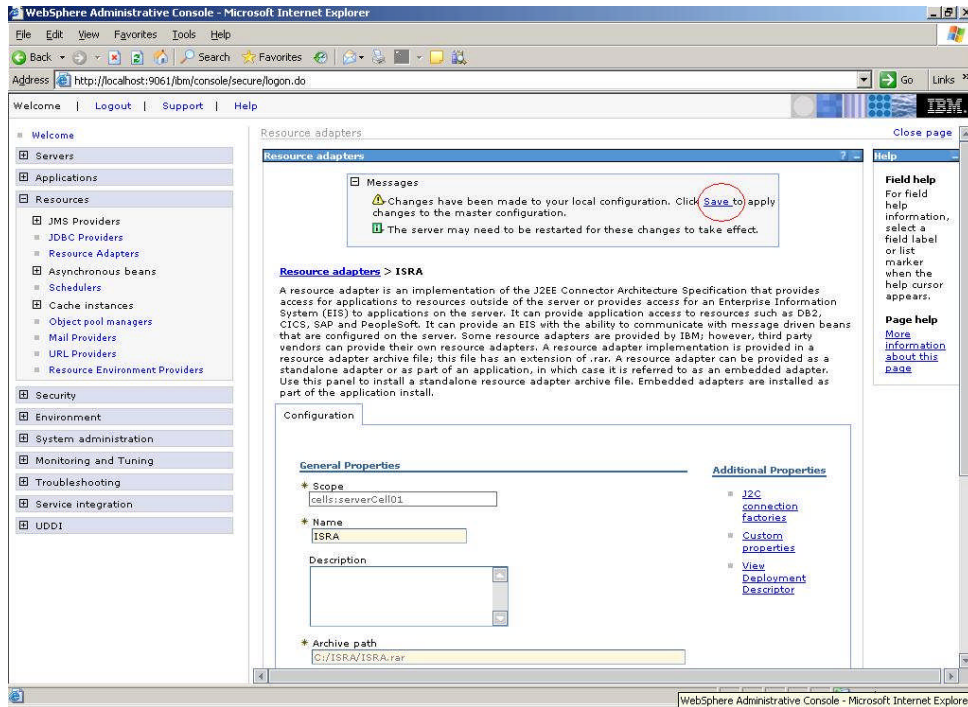 WebSphere Administrative Console - Microsoft Internet Explorer
File Edit View Favorites Tools Help
Back Search Favorites
Address http://localhost:9061/ibm/console/secure/logon.do Go Links »
Welcome | Logout | Support | Help IBM.
Welcome
Servers
Applications
Resources
JMS Providers
JDBC Providers
Resource Adapters
Asynchronous beans
Schedulers
Cache instances
Object pool managers
Mail Providers
URL Providers
Resource Environment Providers
Security
Environment
System administration
Monitoring and Tuning
Troubleshooting
Service integration
UDDI
Resource adapters Close page
Resource adapters ? -
Messages
Changes have been made to your local configuration. Click Save to apply
changes to the master configuration.
The server may need to be restarted for these changes to take effect.
Resource adapters > ISRA
A resource adapter is an implementation of the J2EE Connector Architecture Specification that provides
access for applications to resources outside of the server or provides access for an Enterprise Information
System (EIS) to applications on the server. It can provide application access to resources such as DB2,
CICS, SAP and PeopleSoft. It can provide an EIS with the ability to communicate with message driven beans
that are configured on the server. Some resource adapters are provided by IBM; however, third party
vendors can provide their own resource adapters. A resource adapter implementation is provided in a
resource adapter archive file; this file has an extension of .rar. A resource adapter can be provided as a
standalone adapter or as part of an application, in which case it is referred to as an embedded adapter.
Use this panel to install a standalone resource adapter archive file. Embedded adapters are installed as
part of the application install.
Configuration
General Properties
* Scope
cells:serverCell01
* Name
ISRA
Description
* Archive path
C:/ISRA/ISRA.rar
Additional Properties
J2C
connection
factories
Custom
properties
View
Deployment
Descriptor
Help -
Field help
For field
help
information,
select a
field label
or list
marker
when the
help cursor
appears.
Page help
More
information
about this
page
WebSphere Administrative Console - Microsoft Internet Explore